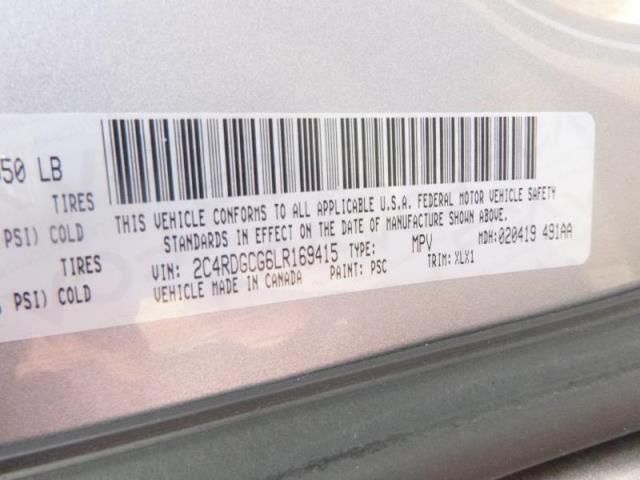 50 LB
TIRES
PSI) COLD
TIRES
PSI) COLD
THIS VEHICLE CONFORMS TO ALL APPLICABLE U.S.A. FEDERAL MOTOR VEHICLE SAFETY
STANDARDS IN EFFECT ON THE DATE OF MANUFACTURE SHOWN ABOVE.
VIN: 2C4RDGCG6LR169415 TYPE: MPV MDH:020419 491AA
VEHICLE MADE IN CANADA PAINT: PSC TRIM: XLX1